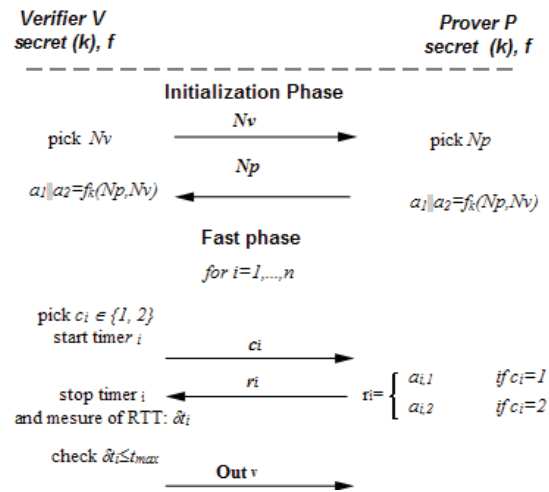 Verifier V
secret (k), f
Prover P
secret (k), f
Initialization Phase
pick Nv
Nv
pick Np
Np
a1||a2=fk(Np,Nv)
a1||a2=fk(Np,Nv)
Fast phase
for i=1,...,n
pick ci ∈ {1, 2}
start timer i
ci
ri
stop timer i
and mesure of RTT: δti
ri= { ai,1 if ci=1
ai,2 if ci=2
check δti≤tmax
Out v